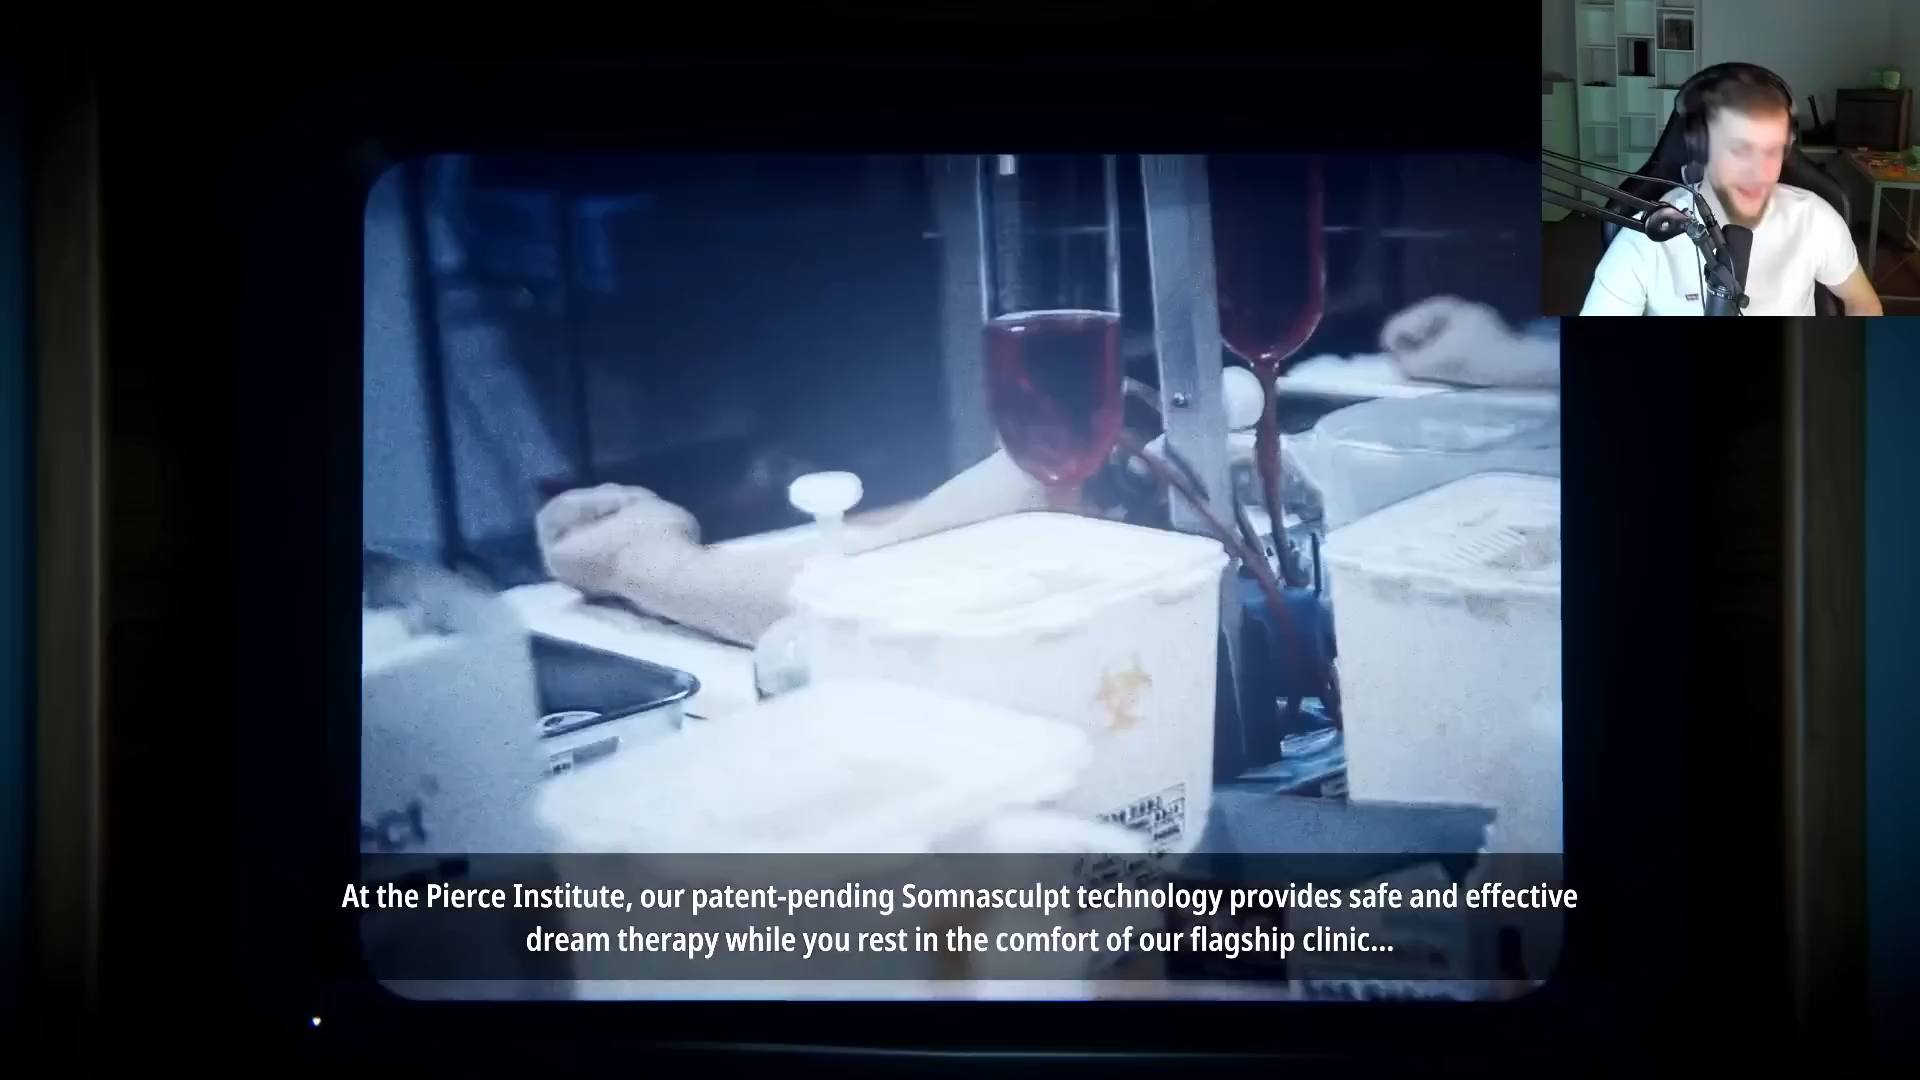 At the Pierce Institute, our patent-pending Somnasculpt technology provides safe and effective
dream therapy while you rest in the comfort of our flagship clinic...